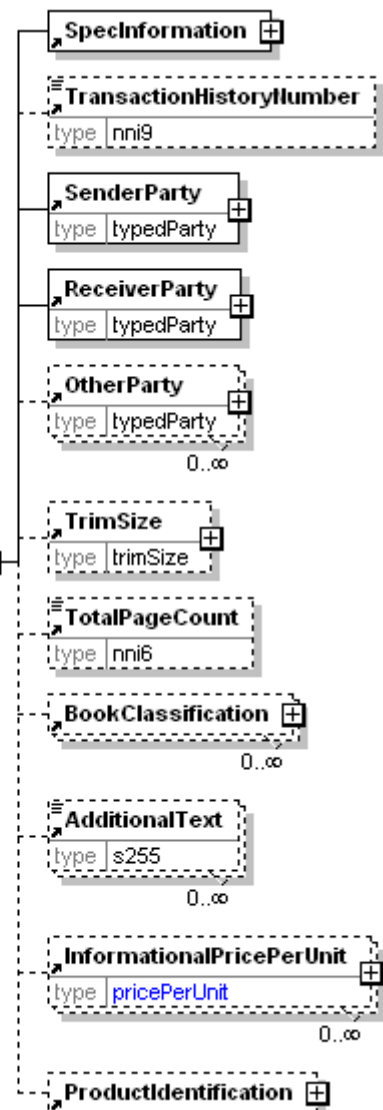 SpecInformation
TransactionHistoryNumber
type nni9
SenderParty
type typedParty
ReceiverParty
type typedParty
OtherParty
type typedParty
0..∞
TrimSize
type trimSize
TotalPageCount
type nni6
BookClassification
0..∞
AdditionalText
type s255
0..∞
InformationalPricePerUnit
type pricePerUnit
0..∞
ProductIdentification